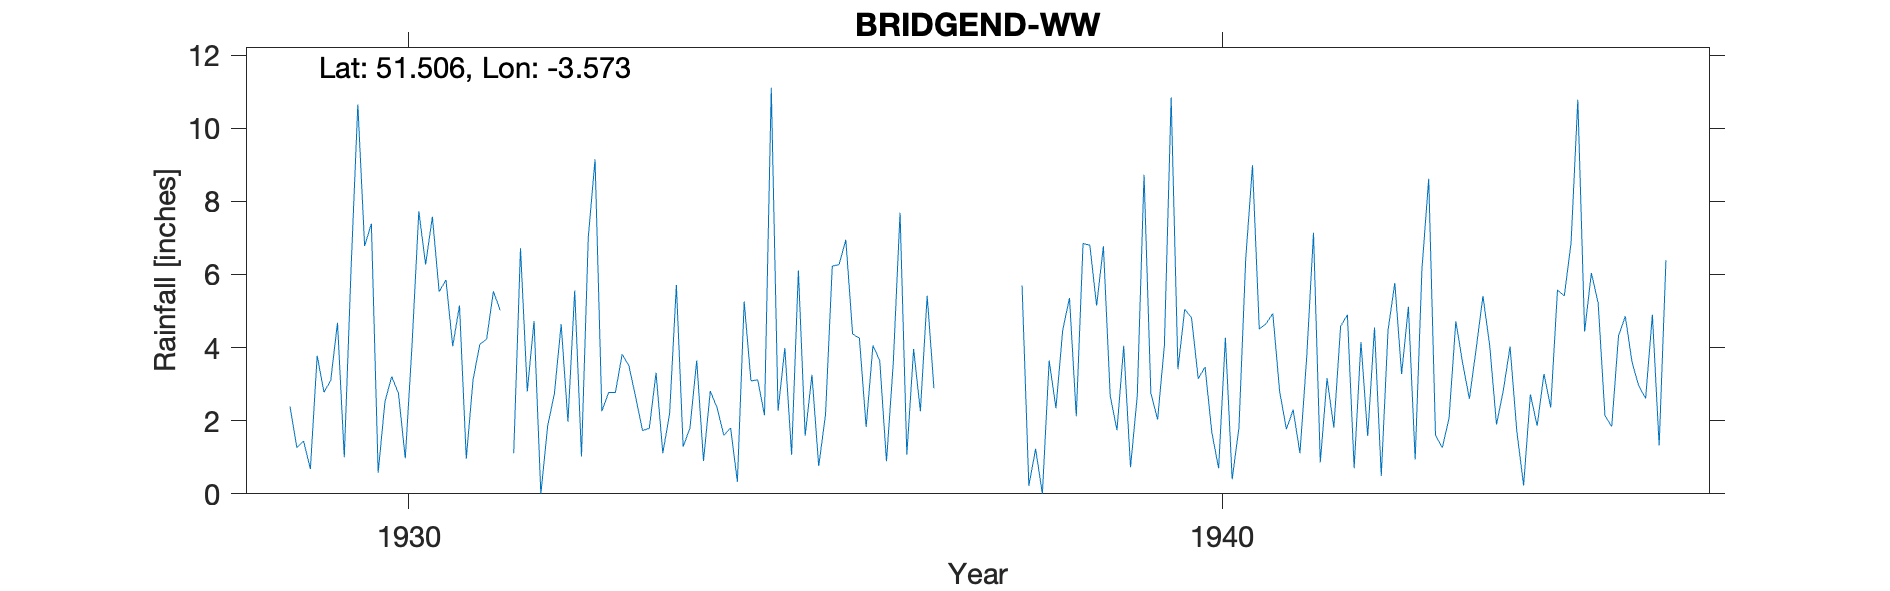 BRIDGEND-WW
Lat: 51.506, Lon: -3.573
Rainfall [inches]
12
10
8
6
4
2
0
1930
1940
Year